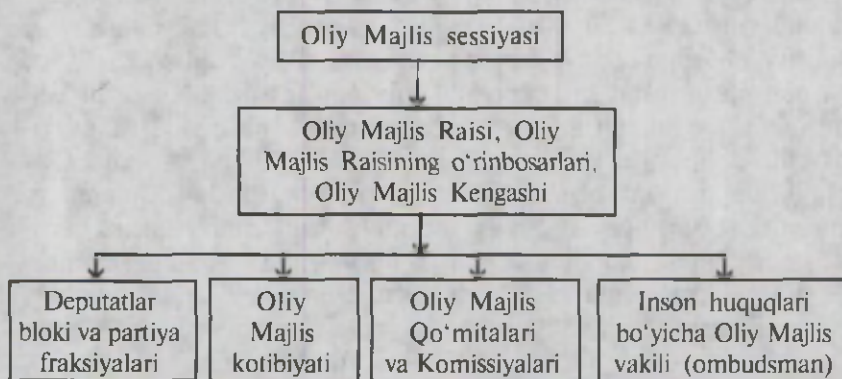 Oliy Majlis sessiyasi
Oliy Majlis Raisi, Oliy
Majlis Raisining o‘rinbosarlari,
Oliy Majlis Kengashi
Deputatlar
bloki va partiya
fraksiyalari
Oliy
Majlis
kotibiyati
Oliy Majlis
Qo‘mitalari
va Komissiyalari
Inson huquqlari
bo‘yicha Oliy Majlis
vakili (ombudsman)